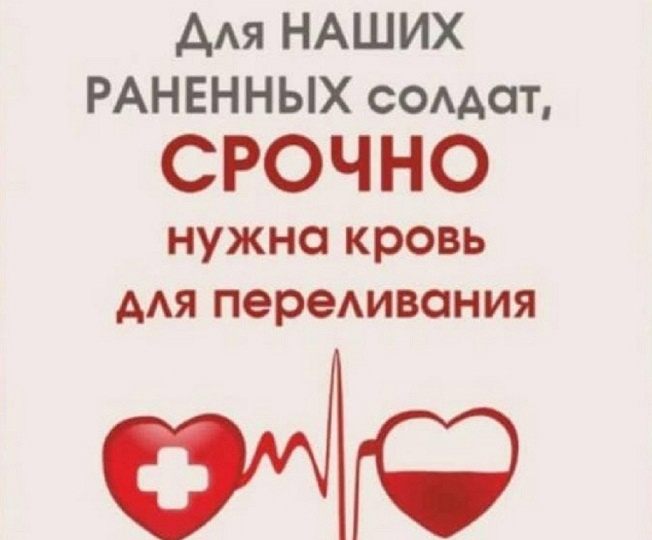 Для НАШИХ
РАНЕННЫХ солдат,
СРОЧНО
нужна кровь
для переливания